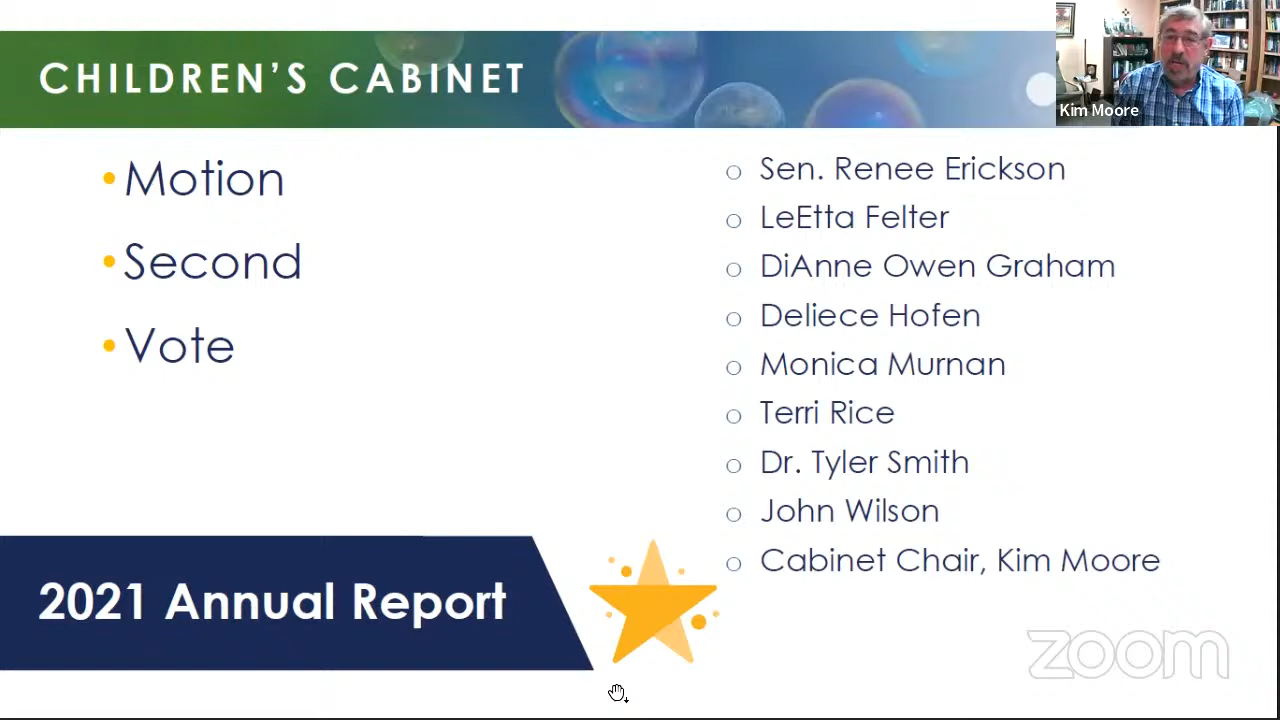 CHILDREN'S CABINET
Kim Moore
•Motion
•Second
•Vote
o Sen. Renee Erickson
o LeEtta Felter
o DiAnne Owen Graham
o Deliece Hofen
o Monica Murnan
o Terri Rice
o Dr. Tyler Smith
o John Wilson
o Cabinet Chair, Kim Moore
2021 Annual Report
zoom